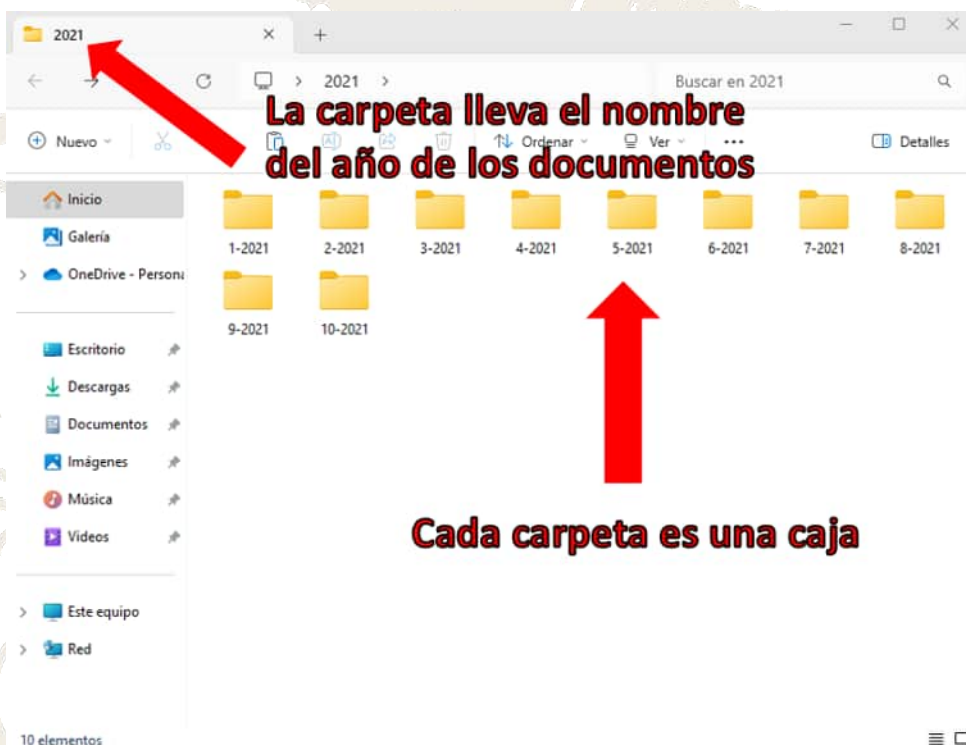 2021
2021
Buscar en 2021
La carpeta lleva el nombre
del año de los documentos
Nuevo
Ordenar
Ver
Detalles
Inicio
Galería
OneDrive - Persona
Escritorio
Descargas
Documentos
Imágenes
Música
Videos
Este equipo
Red
1-2021 2-2021 3-2021 4-2021 5-2021 6-2021 7-2021 8-2021
9-2021 10-2021
Cada carpeta es una caja
10 elementos